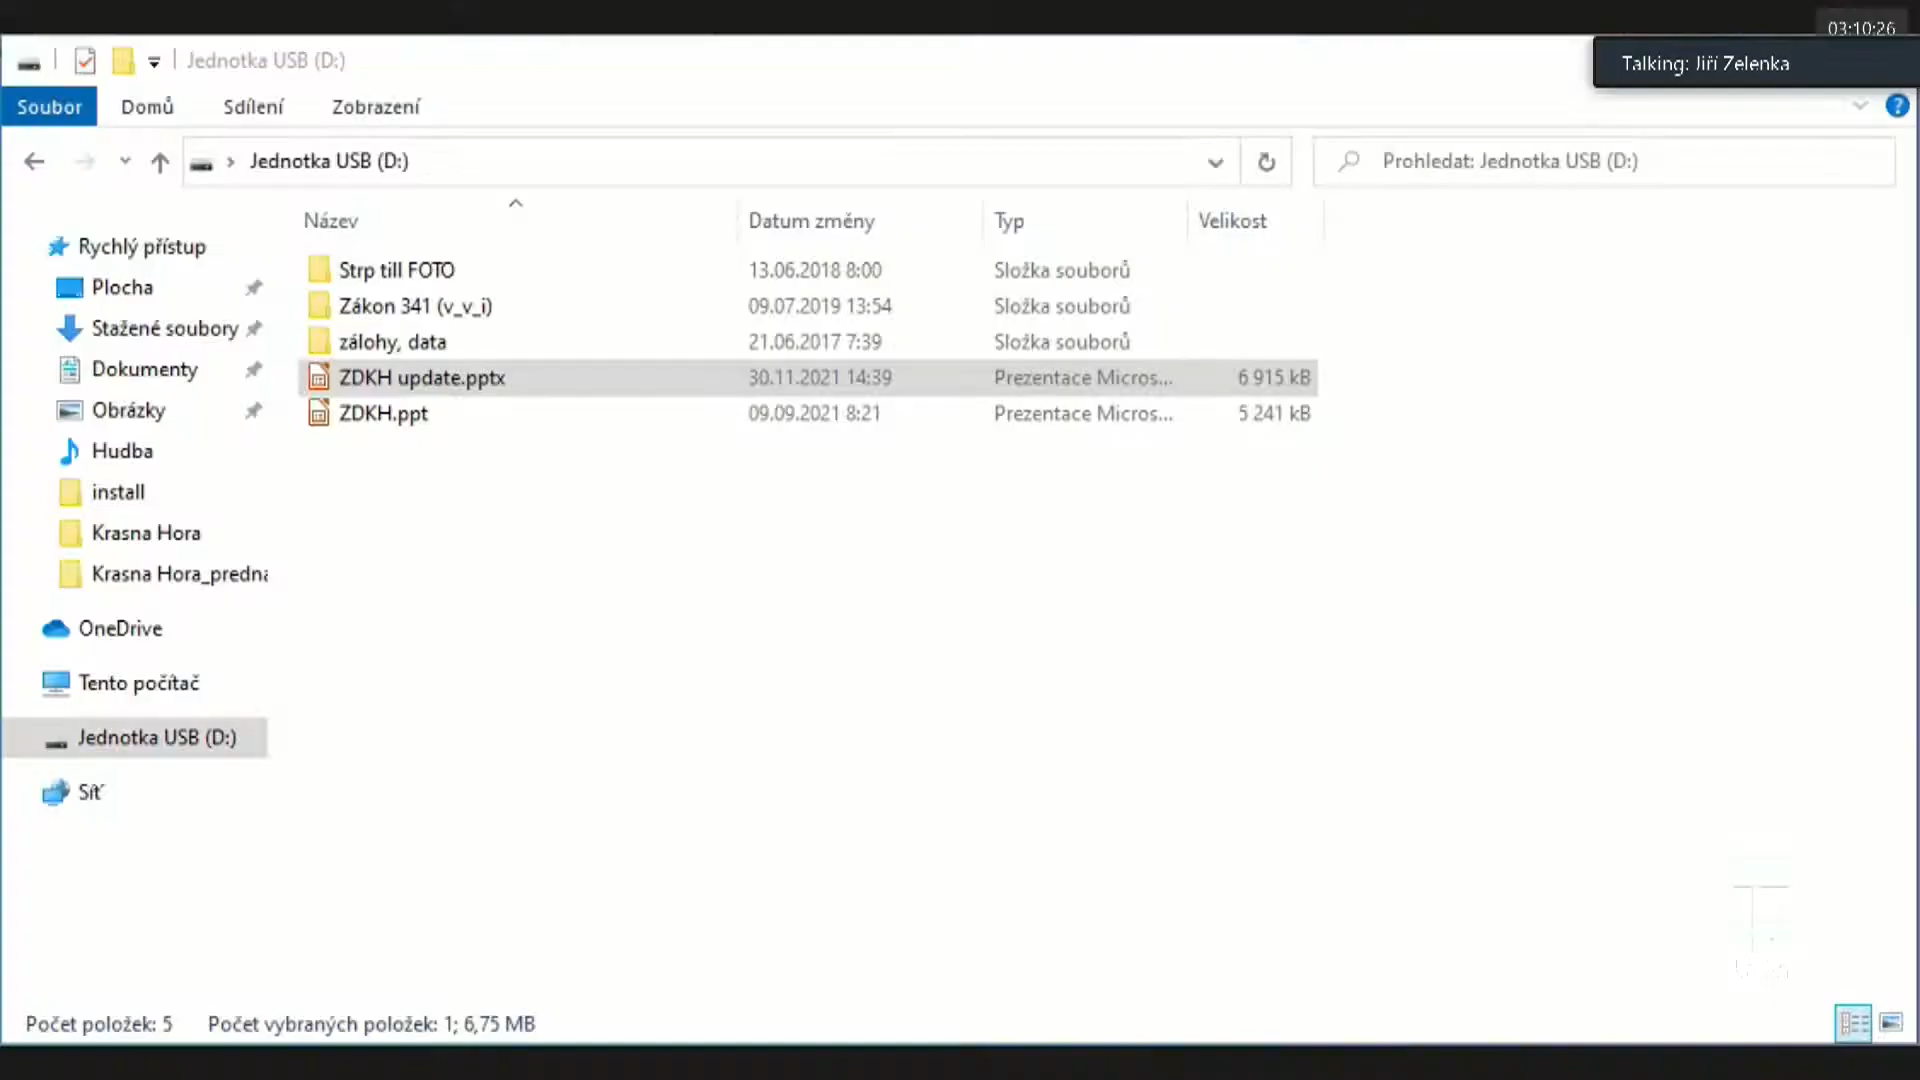 03:10:26
Talking: Jiří Zelenka
Jednotka USB (D:)
Soubor Domů Sdílení Zobrazení ?
Jednotka USB (D:) Prohledat: Jednotka USB (D:)
Název Datum změny Typ Velikost
Rychlý přístup
Plocha
Stažené soubory
Dokumenty
Obrázky
Hudba
install
Krasna Hora
Krasna Hora_predna
OneDrive
Tento počítač
Jednotka USB (D:)
Síť
Strp till FOTO 13.06.2018 8:00 Složka souborů
Zákon 341 (v_v_i) 09.07.2019 13:54 Složka souborů
zálohy, data 21.06.2017 7:39 Složka souborů
ZDKH update.pptx 30.11.2021 14:39 Prezentace Micros... 6 915 kB
ZDKH.ppt 09.09.2021 8:21 Prezentace Micros... 5 241 kB
Počet položek: 5 Počet vybraných položek: 1; 6,75 MB